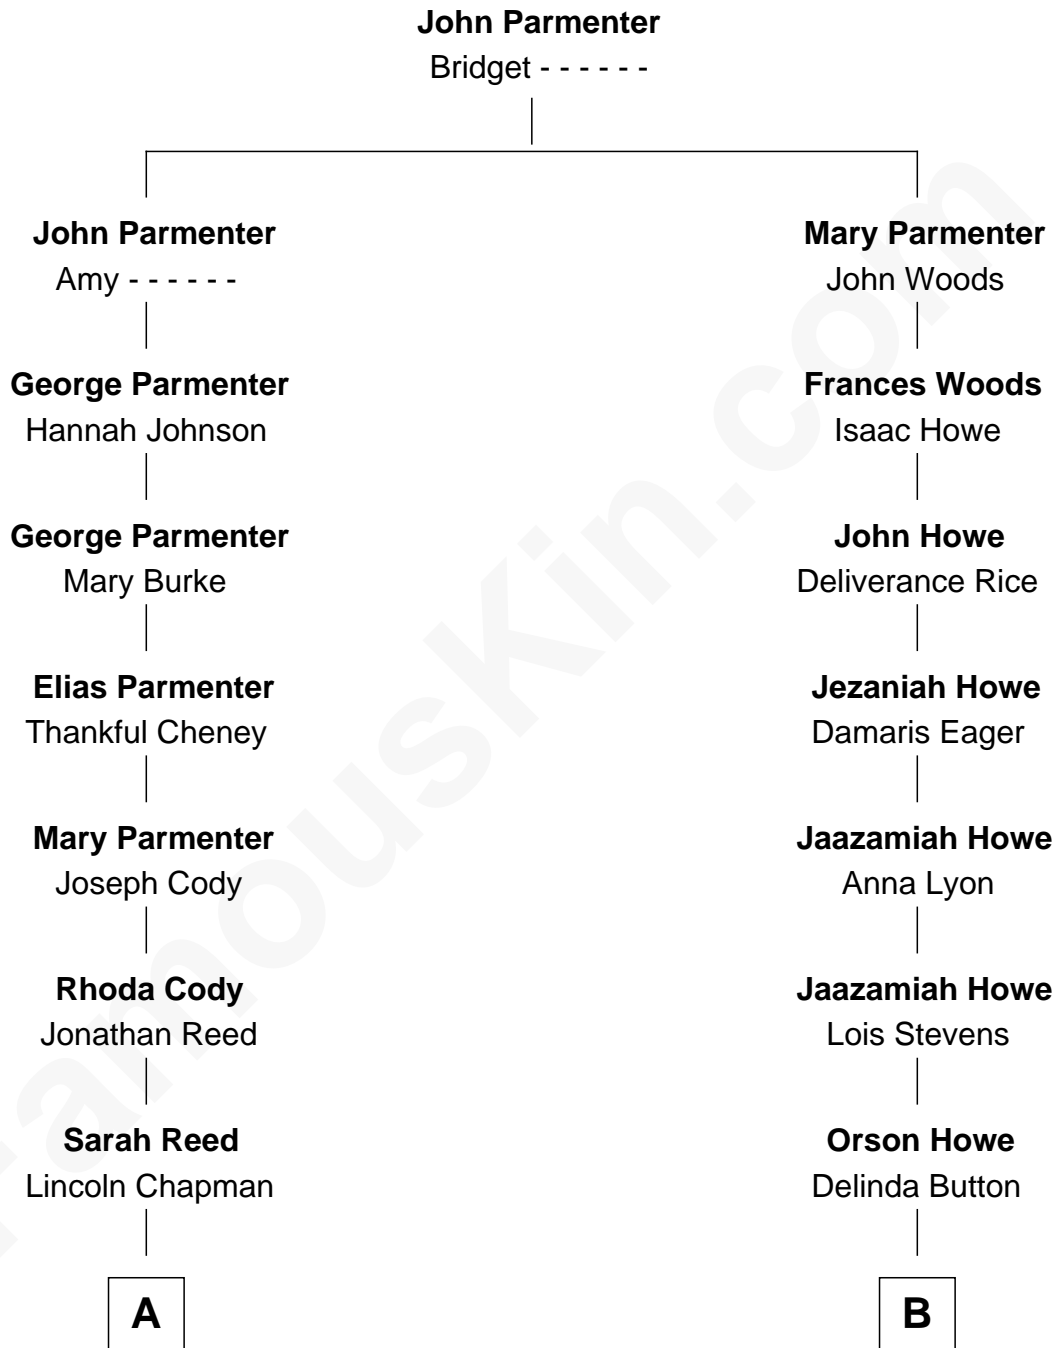 John Parmenter
Bridget - - - - - -
John Parmenter
Amy - - - - - -
Mary Parmenter
John Woods
George Parmenter
Hannah Johnson
Frances Woods
Isaac Howe
George Parmenter
Mary Burke
John Howe
Deliverance Rice
Elias Parmenter
Thankful Cheney
Jezaniah Howe
Damaris Eager
Mary Parmenter
Joseph Cody
Jaazamiah Howe
Anna Lyon
Rhoda Cody
Jonathan Reed
Jaazamiah Howe
Lois Stevens
Sarah Reed
Lincoln Chapman
Orson Howe
Delinda Button
A
B
FamousKin.com